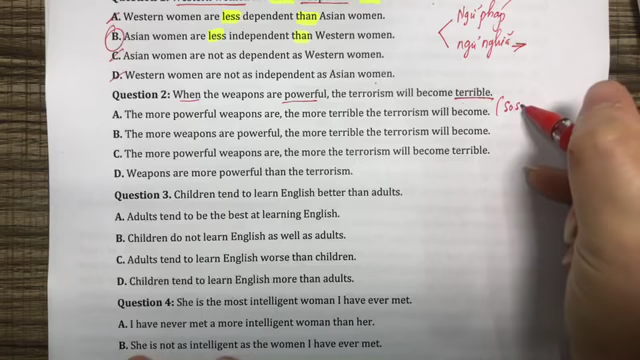 A. Western women are less dependent than Asian women.
B. Asian women are less independent than Western women.
C. Asian women are not as dependent as Western women.
D. Western women are not as independent as Asian women.
Ngữ pháp
ngữ nghĩa
Question 2: When the weapons are powerful, the terrorism will become terrible.
A. The more powerful weapons are, the more terrible the terrorism will become. (so s
B. The more weapons are powerful, the more terrible the terrorism will become.
C. The more powerful weapons are, the more the terrorism will become terrible.
D. Weapons are more powerful than the terrorism.
Question 3. Children tend to learn English better than adults.
A. Adults tend to be the best at learning English.
B. Children do not learn English as well as adults.
C. Adults tend to learn English worse than children.
D. Children tend to learn English more than adults.
Question 4: She is the most intelligent woman I have ever met.
A. I have never met a more intelligent woman than her.
B. She is not as intelligent as the women I have ever met.